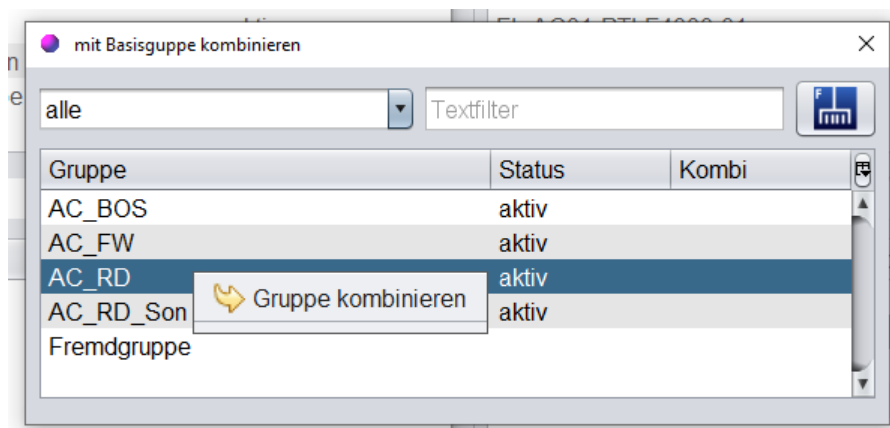 mit Basisguppe kombinieren
alle
Textfilter
F
Gruppe Status Kombi
AC_BOS aktiv
AC_FW aktiv
AC_RD aktiv
Gruppe kombinieren
AC_RD_Son aktiv
Fremdgruppe